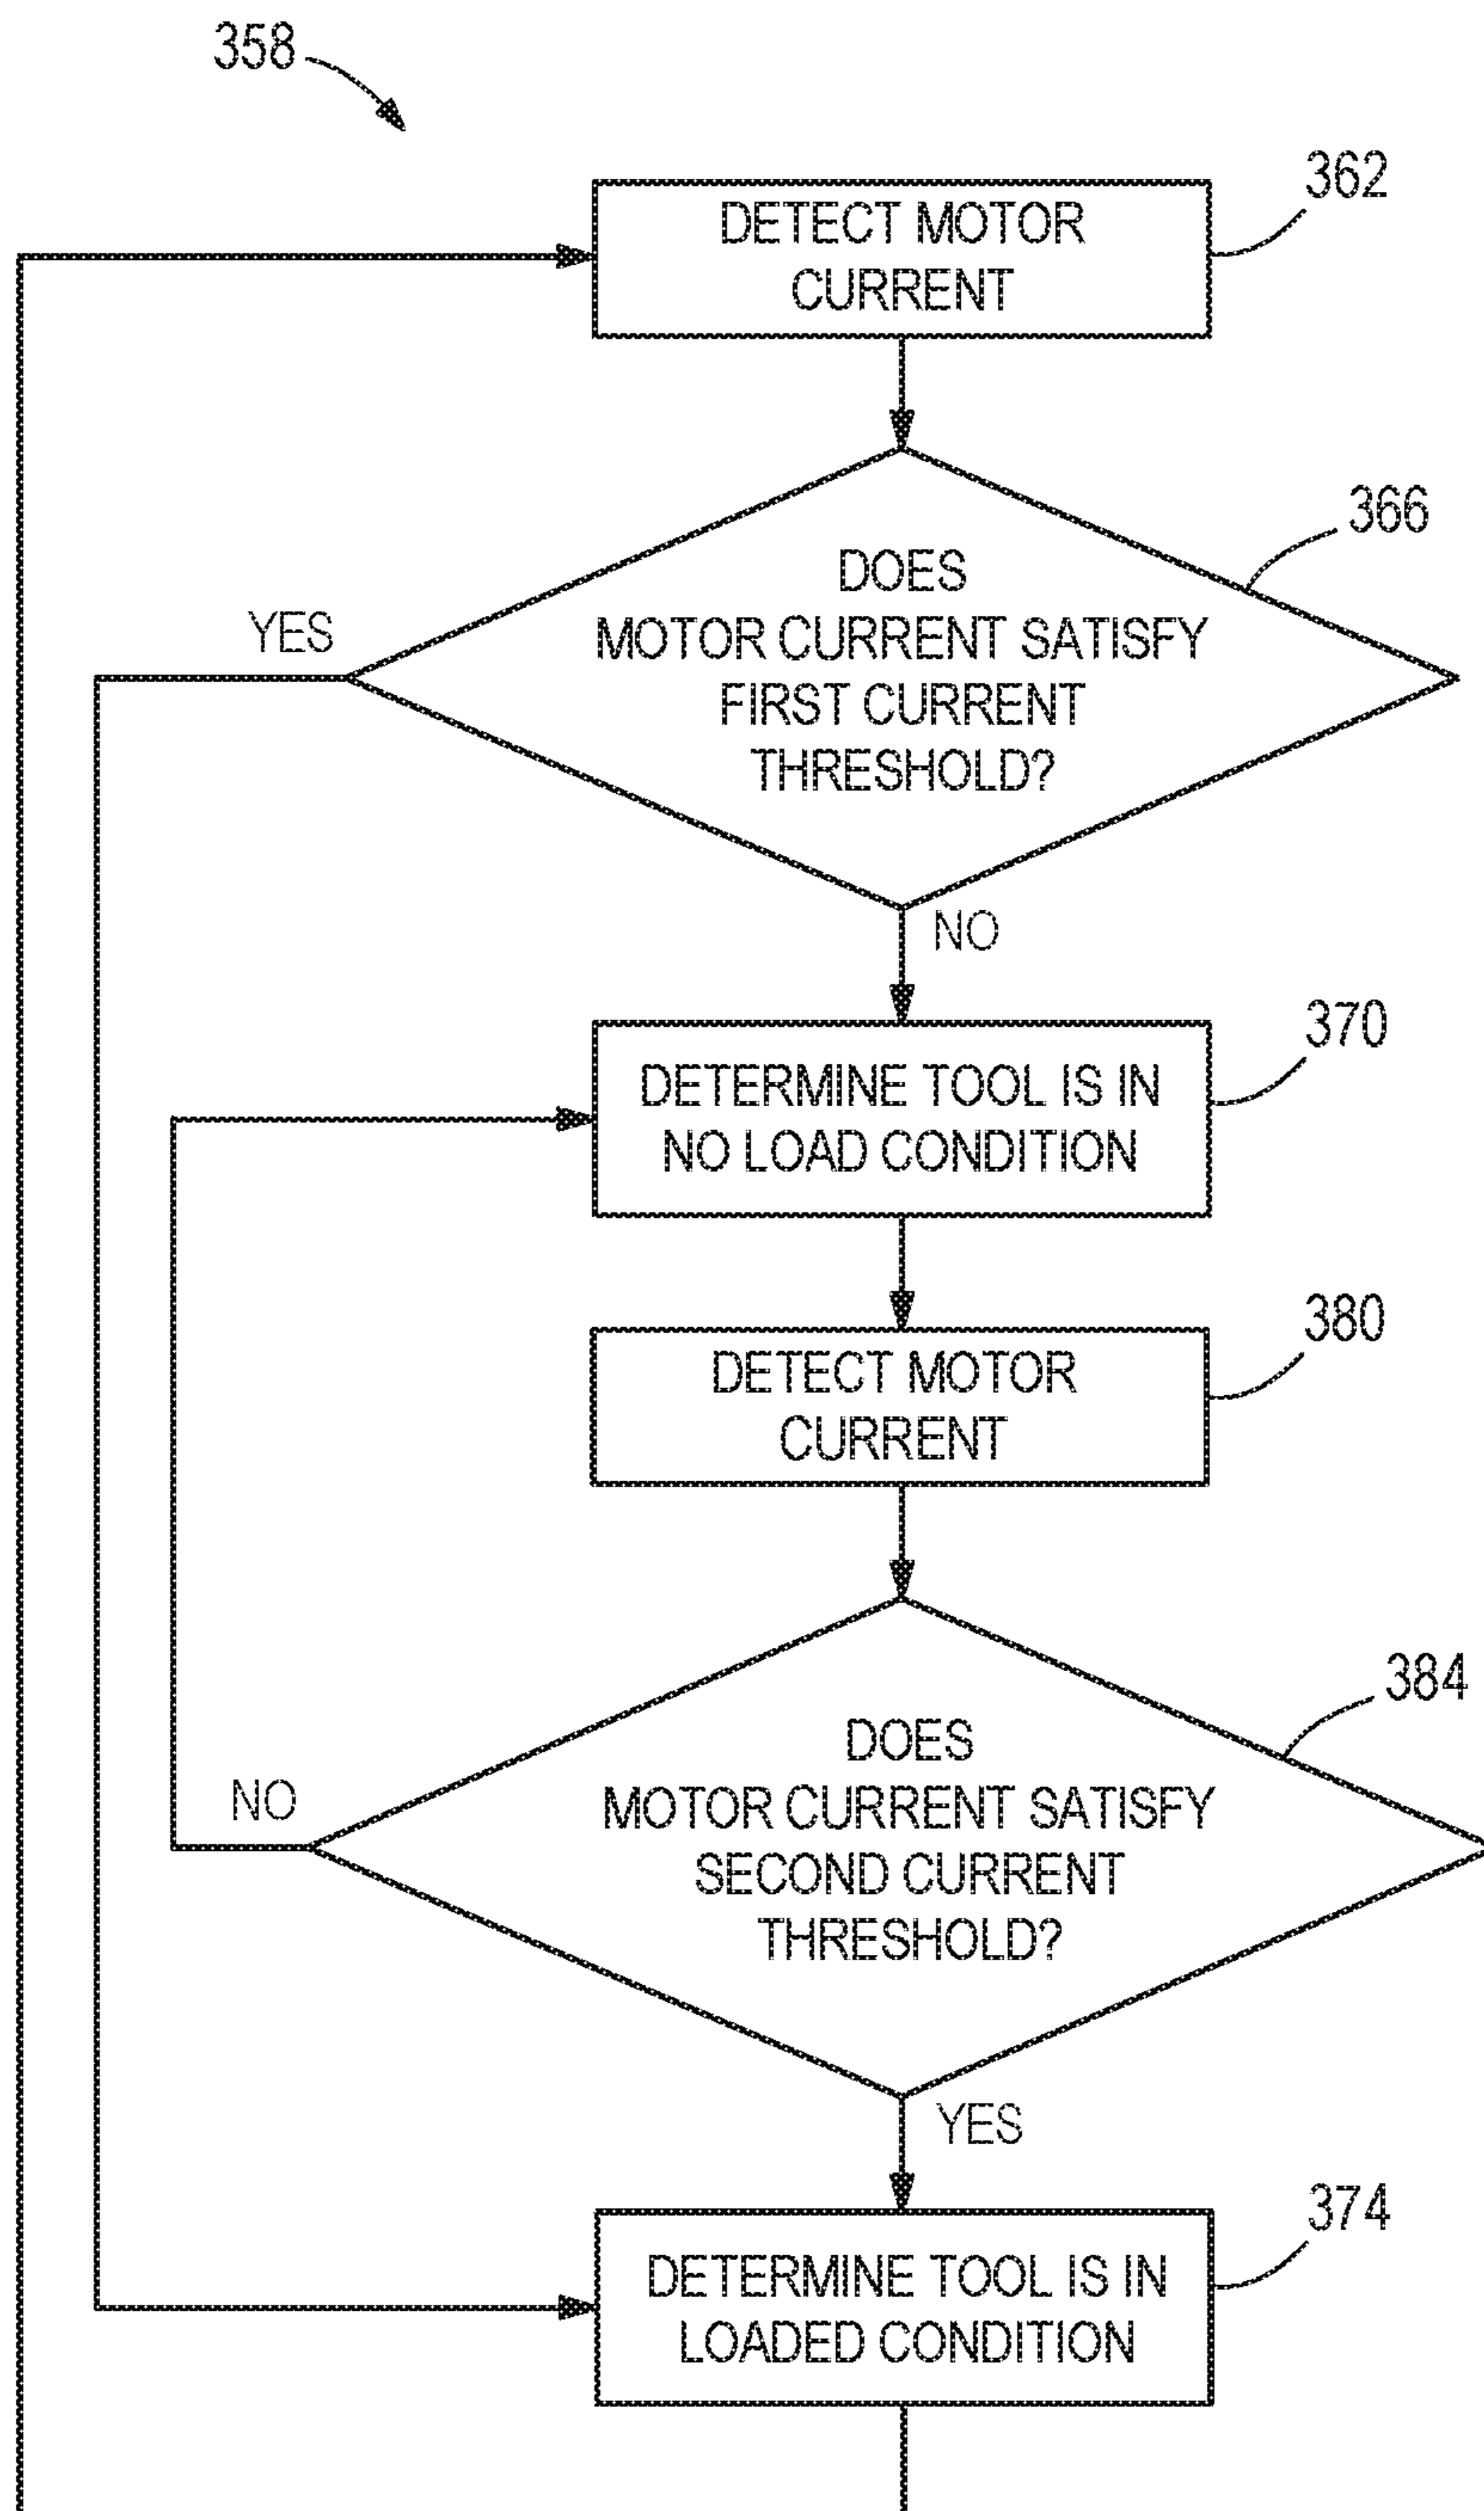 358
362
DETECT MOTOR
CURRENT
366
DOES
MOTOR CURRENT SATISFY
FIRST CURRENT
THRESHOLD?
YES
NO
370
DETERMINE TOOL IS IN
NO LOAD CONDITION
380
DETECT MOTOR
CURRENT
384
DOES
MOTOR CURRENT SATISFY
SECOND CURRENT
THRESHOLD?
NO
YES
374
DETERMINE TOOL IS IN
LOADED CONDITION